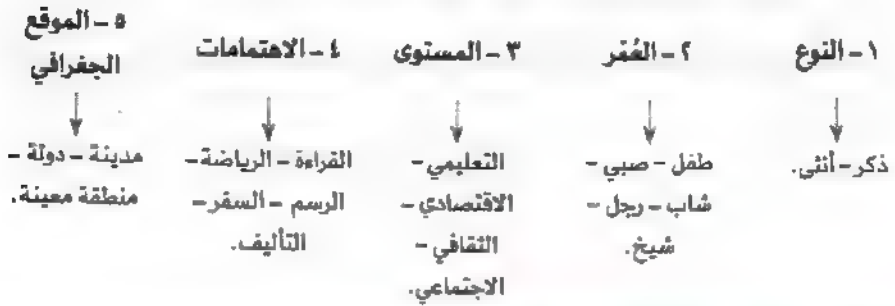 ١ - النوع
٢ - العُمْر
٣ - المستوى
٤ - الاهتمامات
٥ - الموقع
الجغرافي
ذكر - أنثى.
طفل - صبي -
شاب - رجل -
شيخ.
التعليمي -
الاقتصادي -
الثقافي -
الاجتماعي.
القراءة - الرياضة -
الرسم - السفر -
التأليف.
مدينة - دولة -
منطقة معينة.